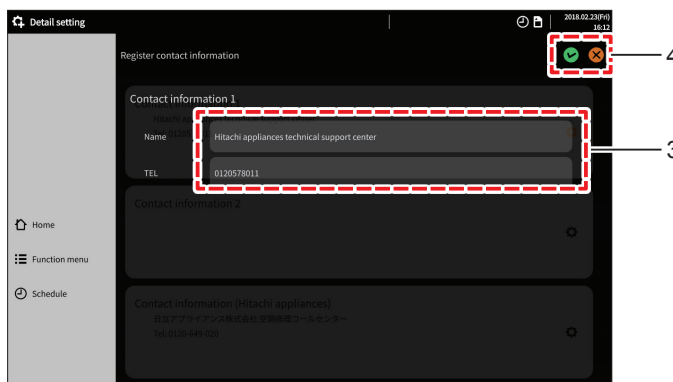 Detail setting
2018.02.23(Fri)
16:12
Register contact information
4
Contact information 1
Name
Hitachi appliances technical support center
3
TEL
0120578011
Contact information 2
Home
Function menu
Schedule
Contact information (Hitachi appliances)
日立アプライアンス株式会社 空調修理コールセンター
Tel: 0120-649-020